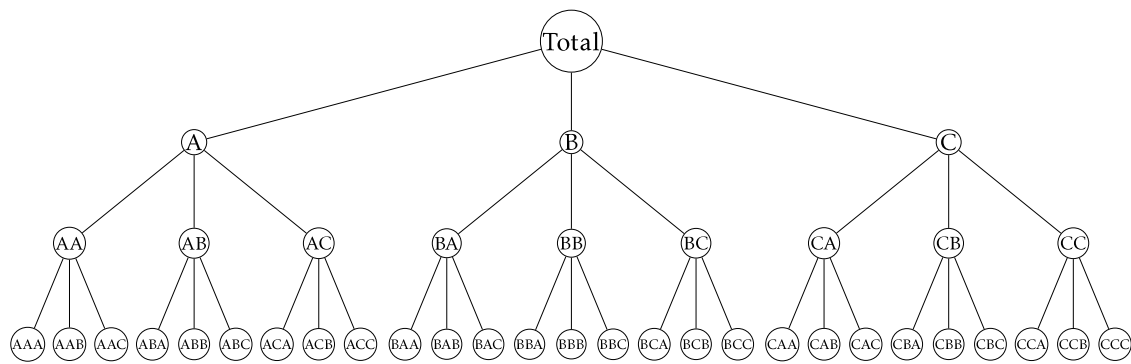 Total
A B C
AA AB AC BA BB BC CA CB CC
AAA AAB AAC ABA ABB ABC ACA ACB ACC BAA BAB BAC BBA BBB BBC BCA BCB BCC CAA CAB CAC CBA CBB CBC CCA CCB CCC